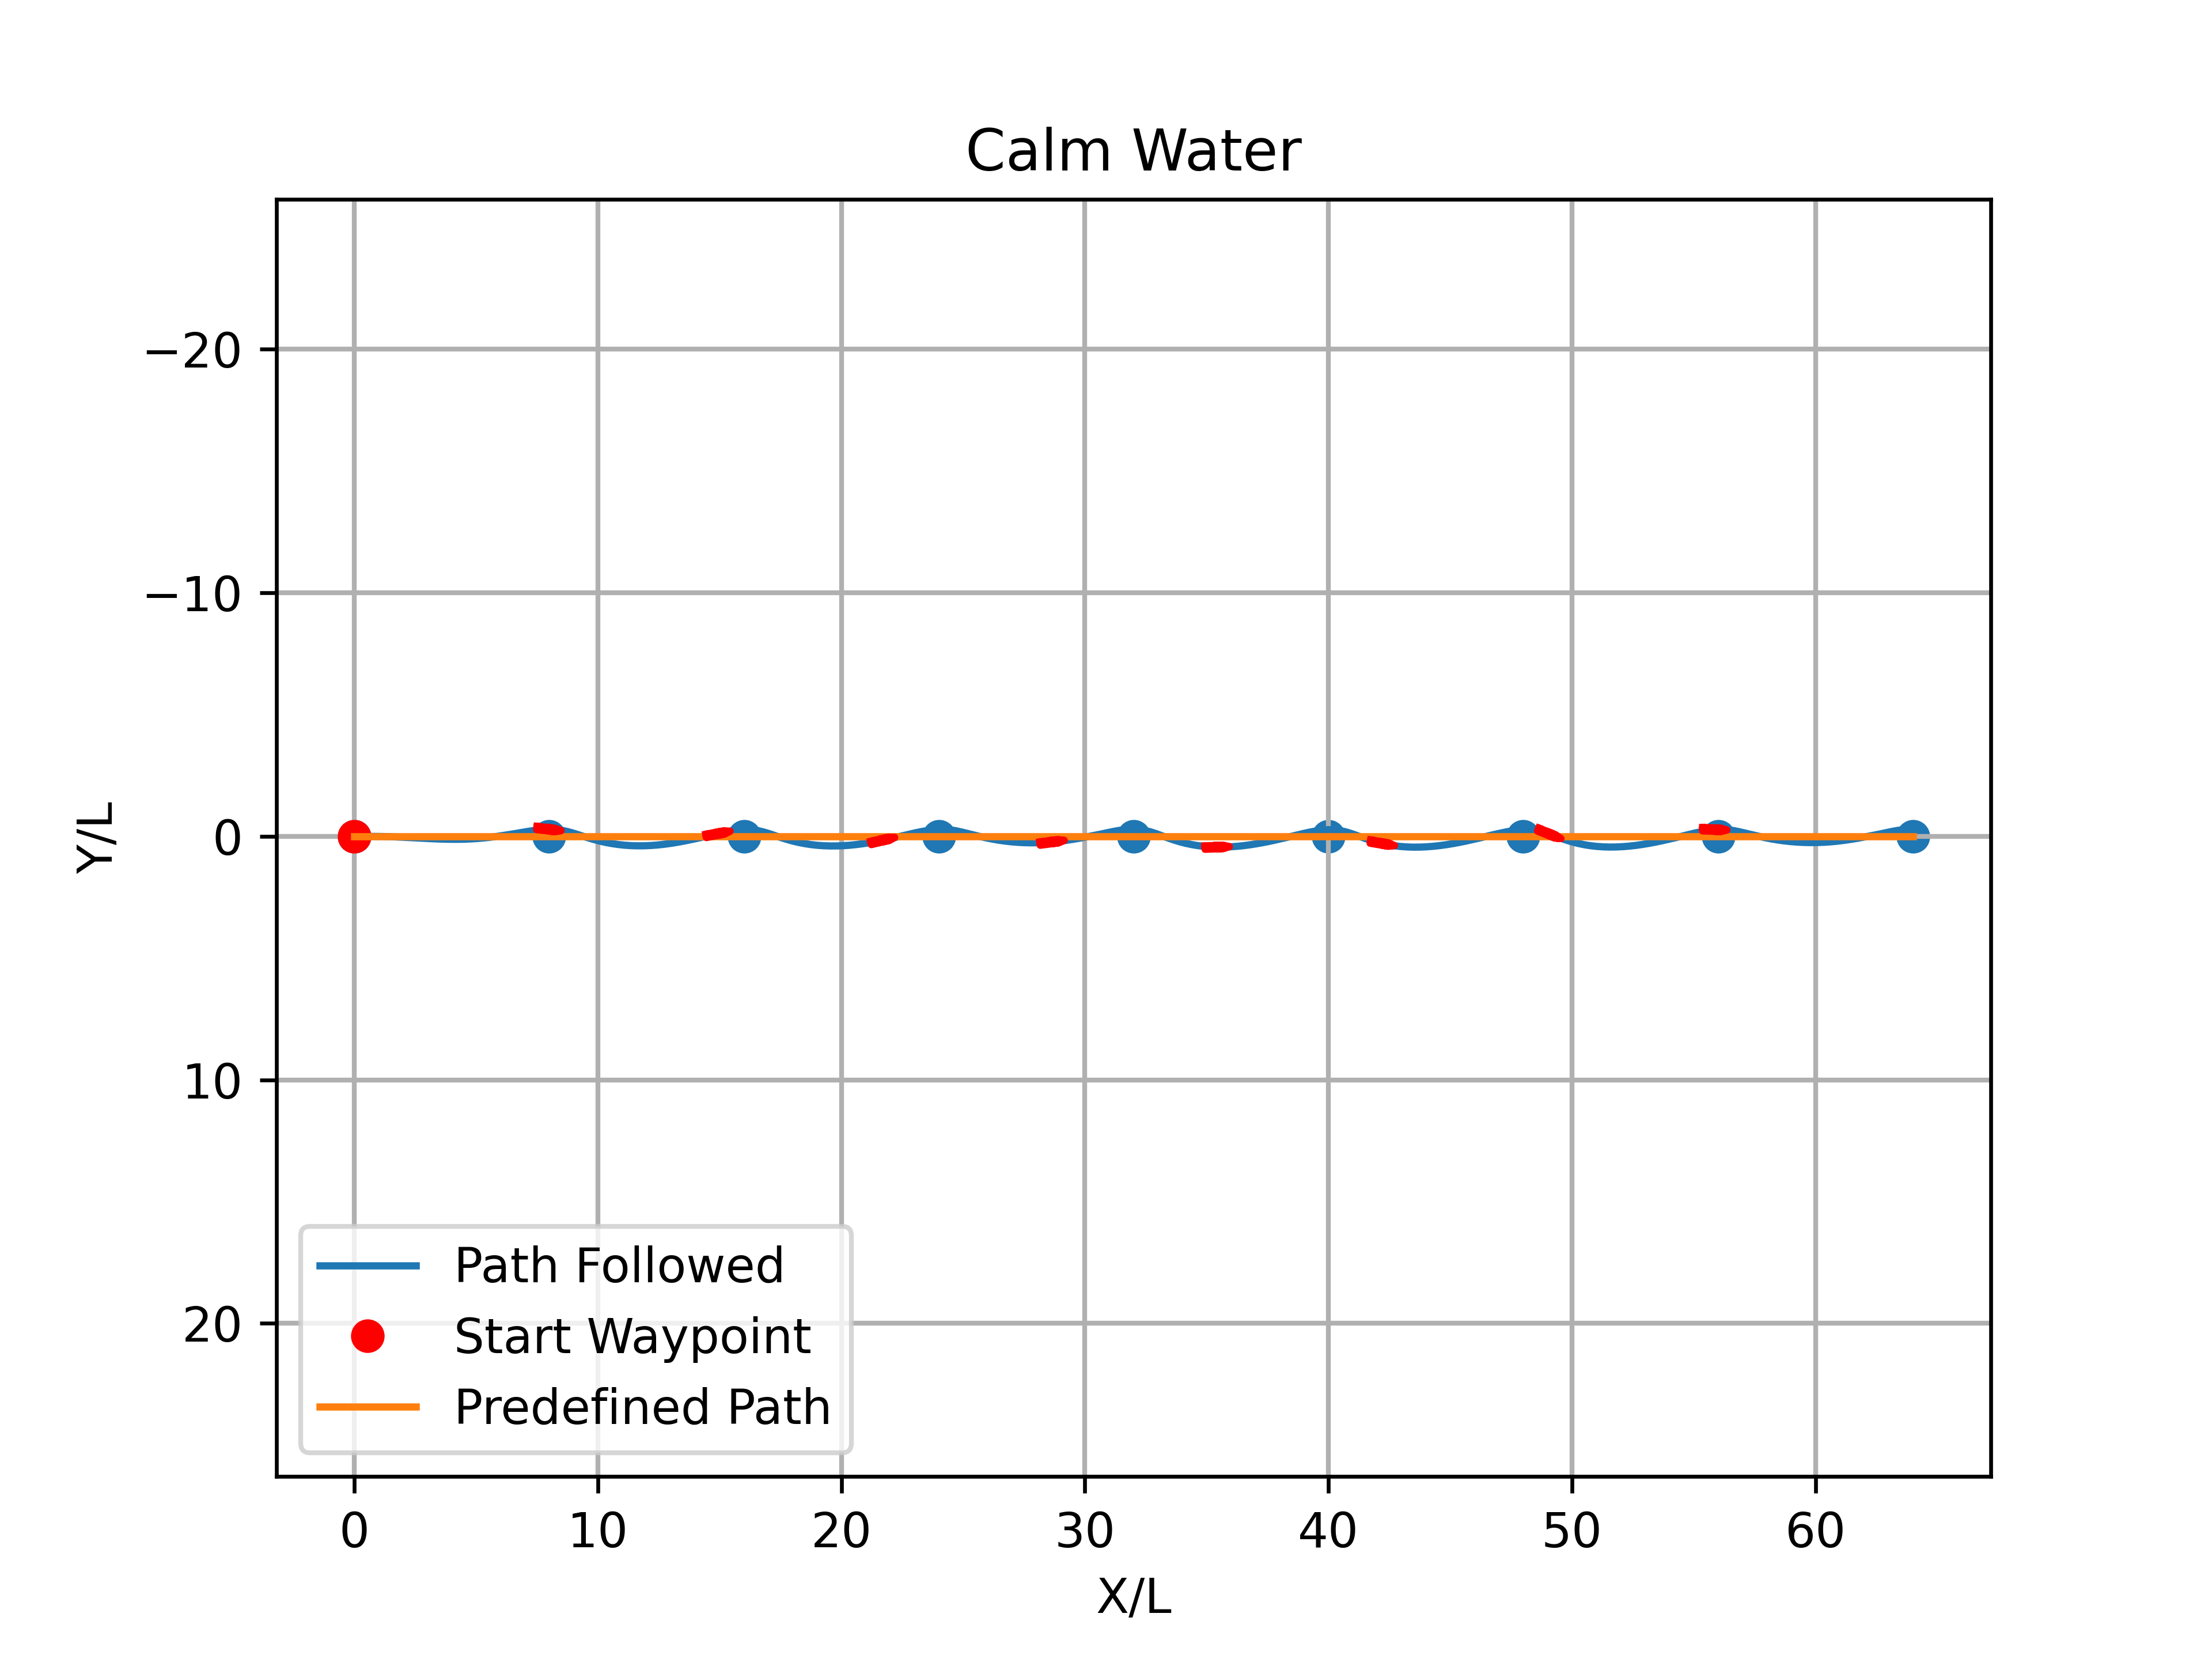 Calm Water
−20
−10
0
10
20
Y/L
Path Followed
Start Waypoint
Predefined Path
0 10 20 30 40 50 60
X/L